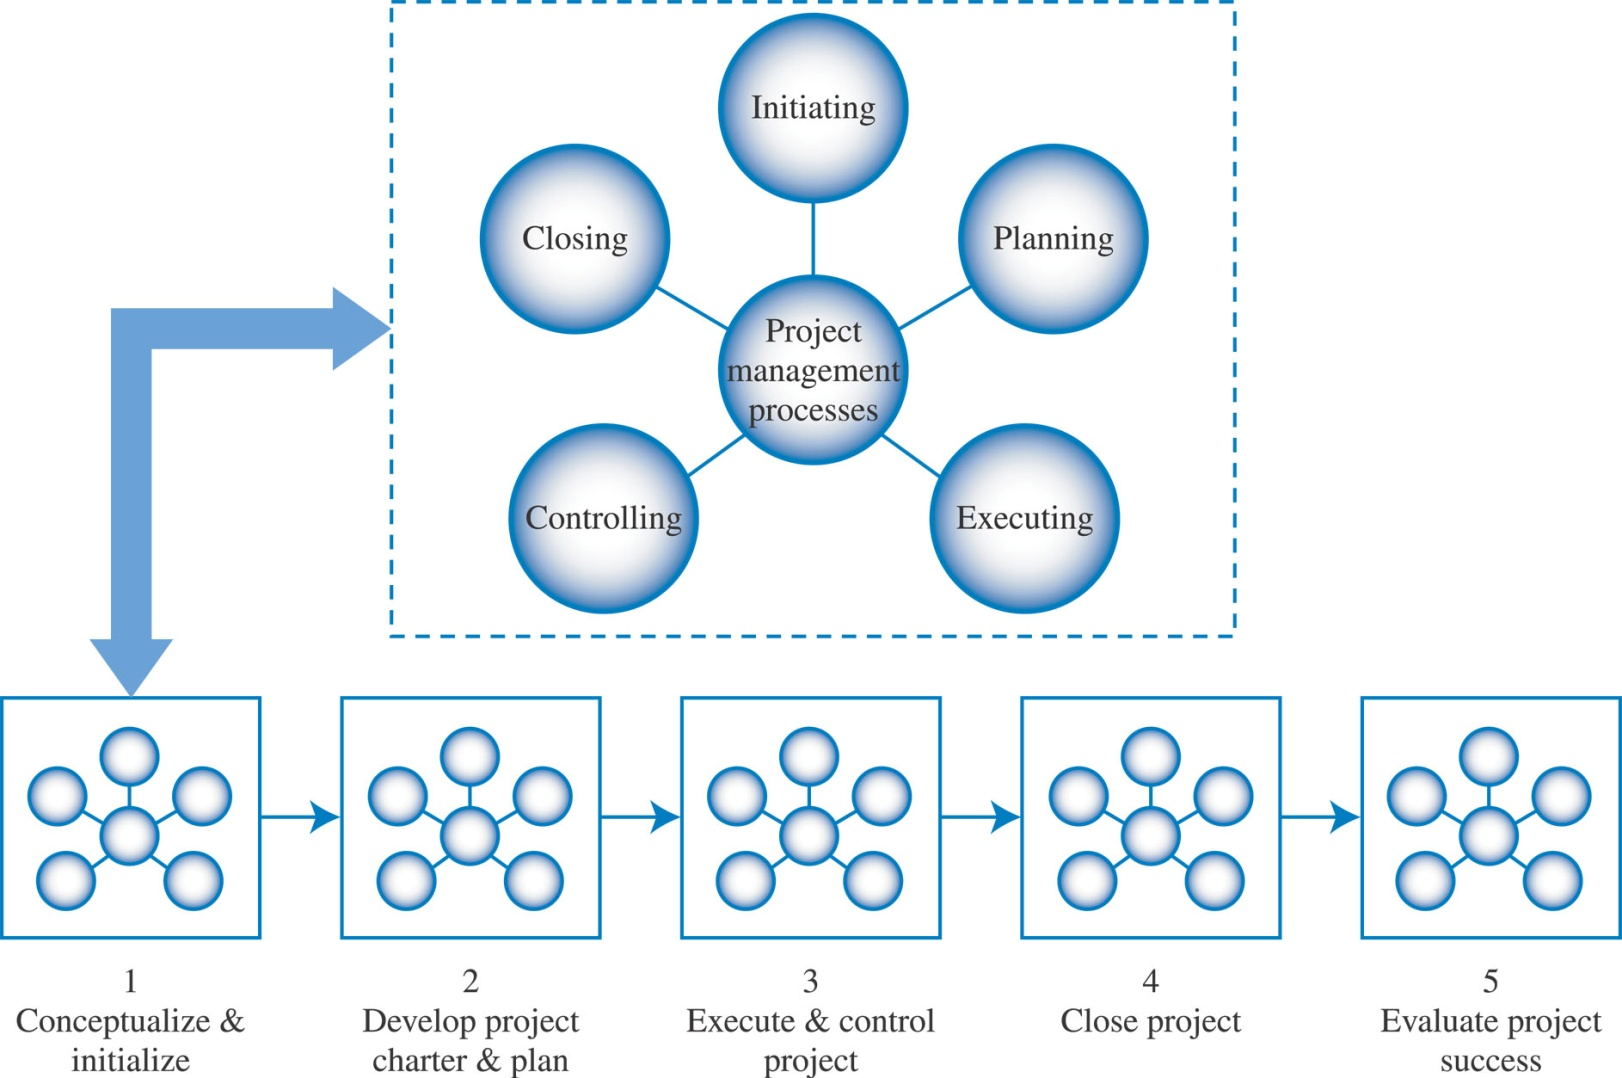 Initiating
Closing
Planning
Project
management
processes
Controlling
Executing
1
Conceptualize &
initialize
2
Develop project
charter & plan
3
Execute & control
project
4
Close project
5
Evaluate project
success